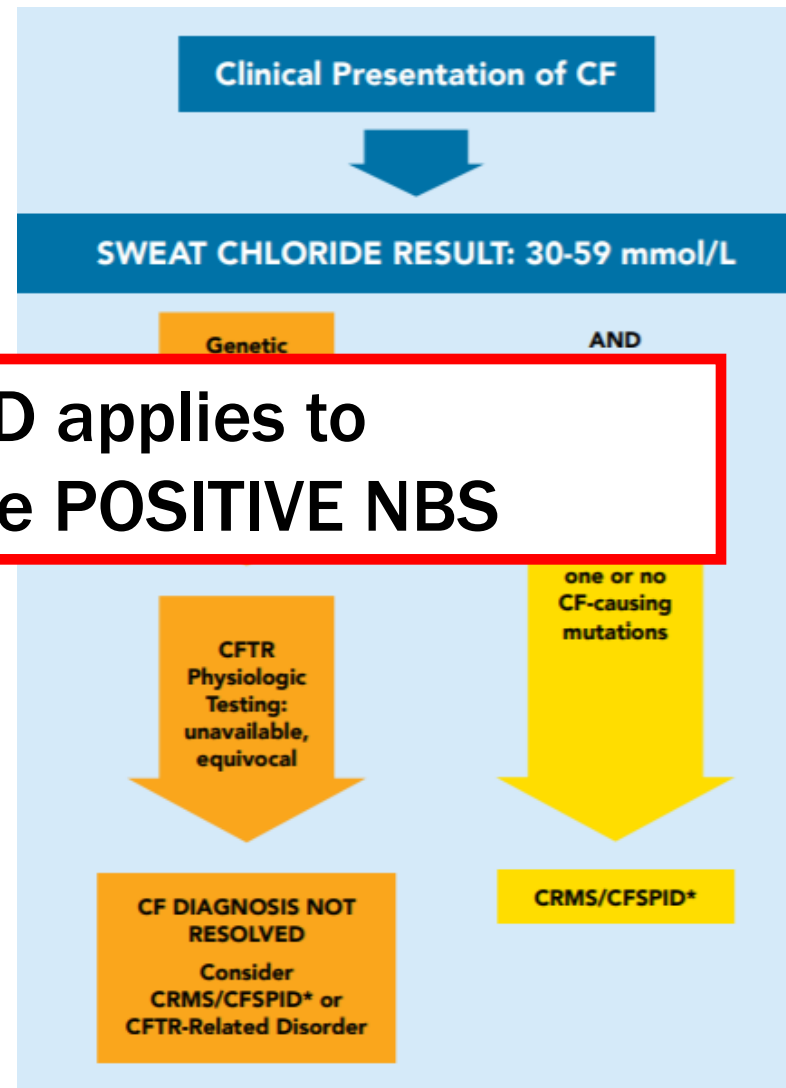 Clinical Presentation of CF
SWEAT CHLORIDE RESULT: 30-59 mmol/L
Genetic
AND
D applies to
e POSITIVE NBS
one or no
CF-causing
mutations
CFTR
Physiologic
Testing:
unavailable,
equivocal
CF DIAGNOSIS NOT
RESOLVED
Consider
CRMS/CFSPID* or
CFTR-Related Disorder
CRMS/CFSPID*